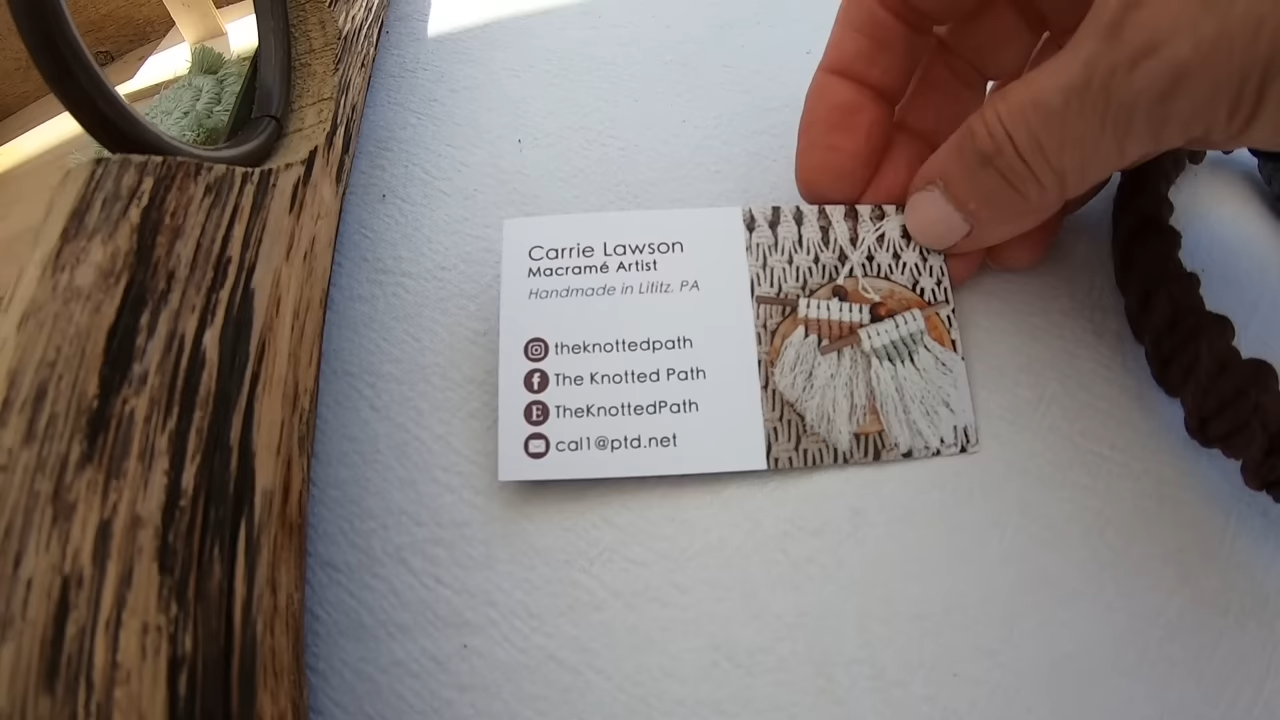 Carrie Lawson
Macramé Artist
Handmade in Lititz, PA
theknottedpath
f The Knotted Path
E TheKnottedPath
cal1@ptd.net